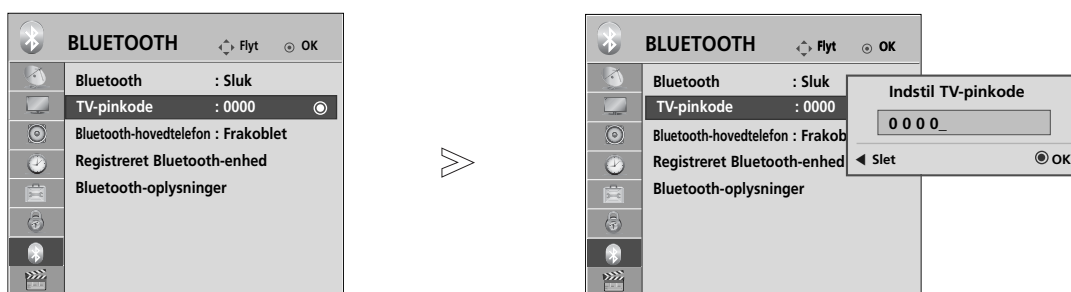 BLUETOOTH Flyt OK
Bluetooth : Sluk
TV-pinkode : 0000
Bluetooth-hovedtelefon : Frakoblet
Registreret Bluetooth-enhed
Bluetooth-oplysninger
BLUETOOTH Flyt OK
Bluetooth : Sluk
TV-pinkode : 0000
Bluetooth-hovedtelefon : Frakob
Registreret Bluetooth-enhed
Bluetooth-oplysninger
Indstil TV-pinkode
0 0 0 0_
Slet OK